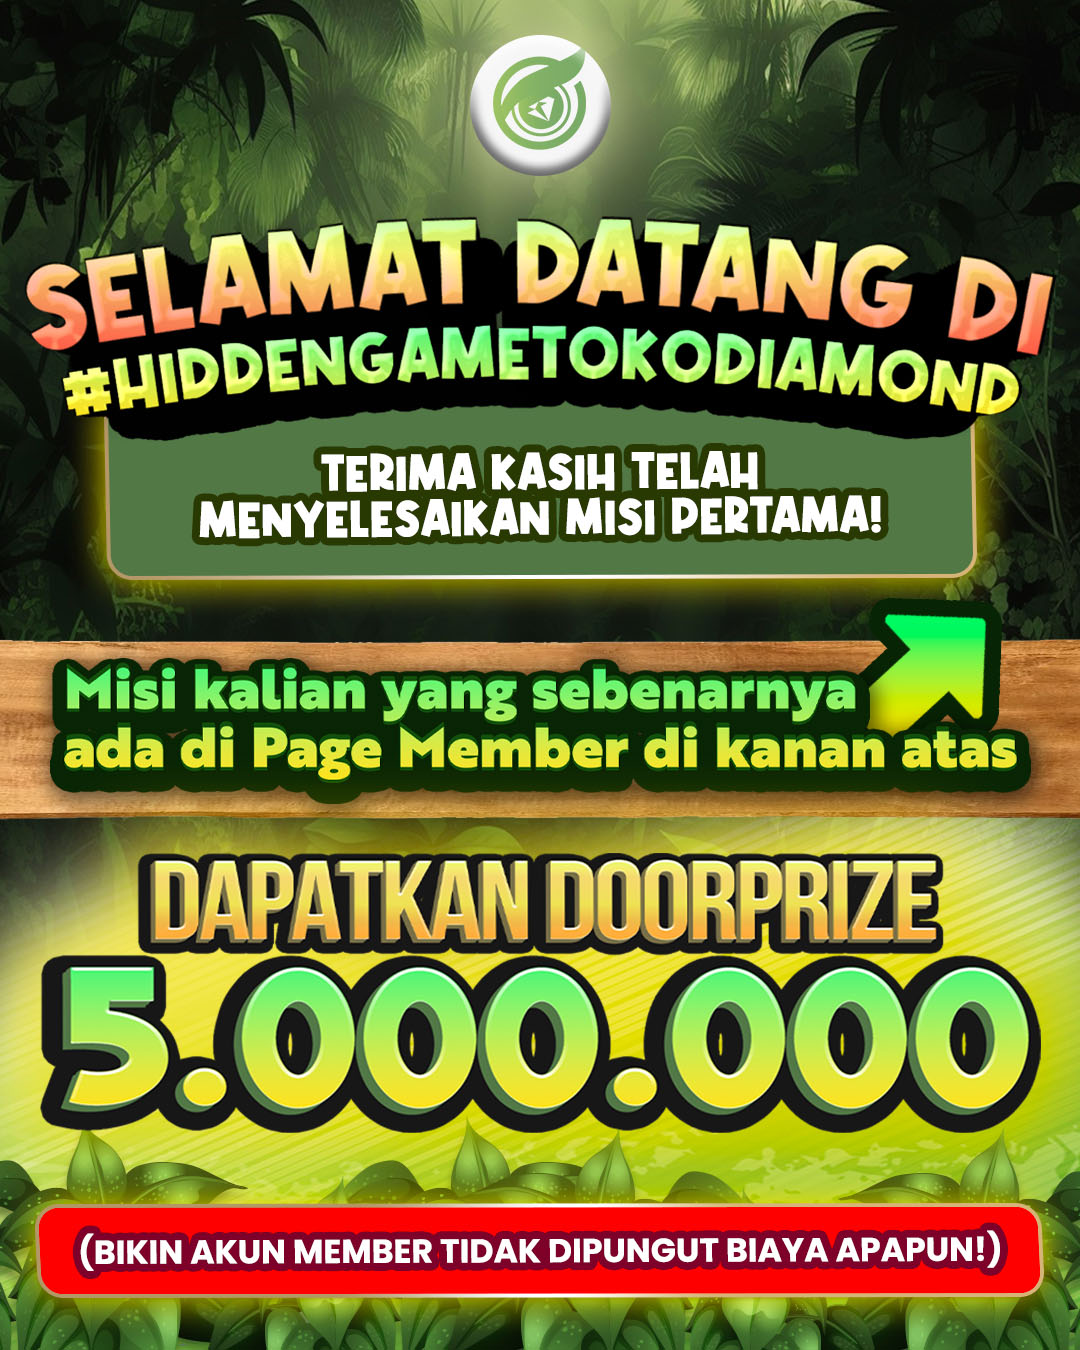 SELAMAT DATANG DI
#HIDDENGAMETOKODIAMOND
TERIMA KASIH TELAH
MENYELESAIKAN MISI PERTAMA!
Misi kalian yang sebenarnya
ada di Page Member di kanan atas
DAPATKAN DOORPRIZE
5.000.000
(BIKIN AKUN MEMBER TIDAK DIPUNGUT BIAYA APAPUN!)